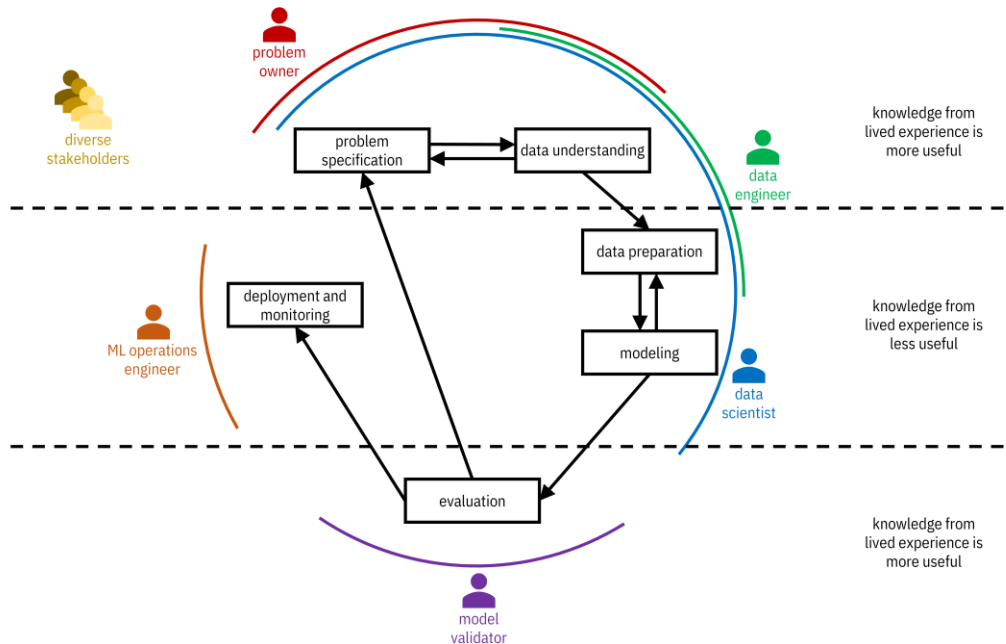 problem
owner
diverse
stakeholders
problem
specification
data understanding
knowledge from
lived experience is
more useful
data
engineer
data preparation
deployment and
monitoring
ML operations
engineer
modeling
knowledge from
lived experience is
less useful
data
scientist
evaluation
knowledge from
lived experience is
more useful
model
validator